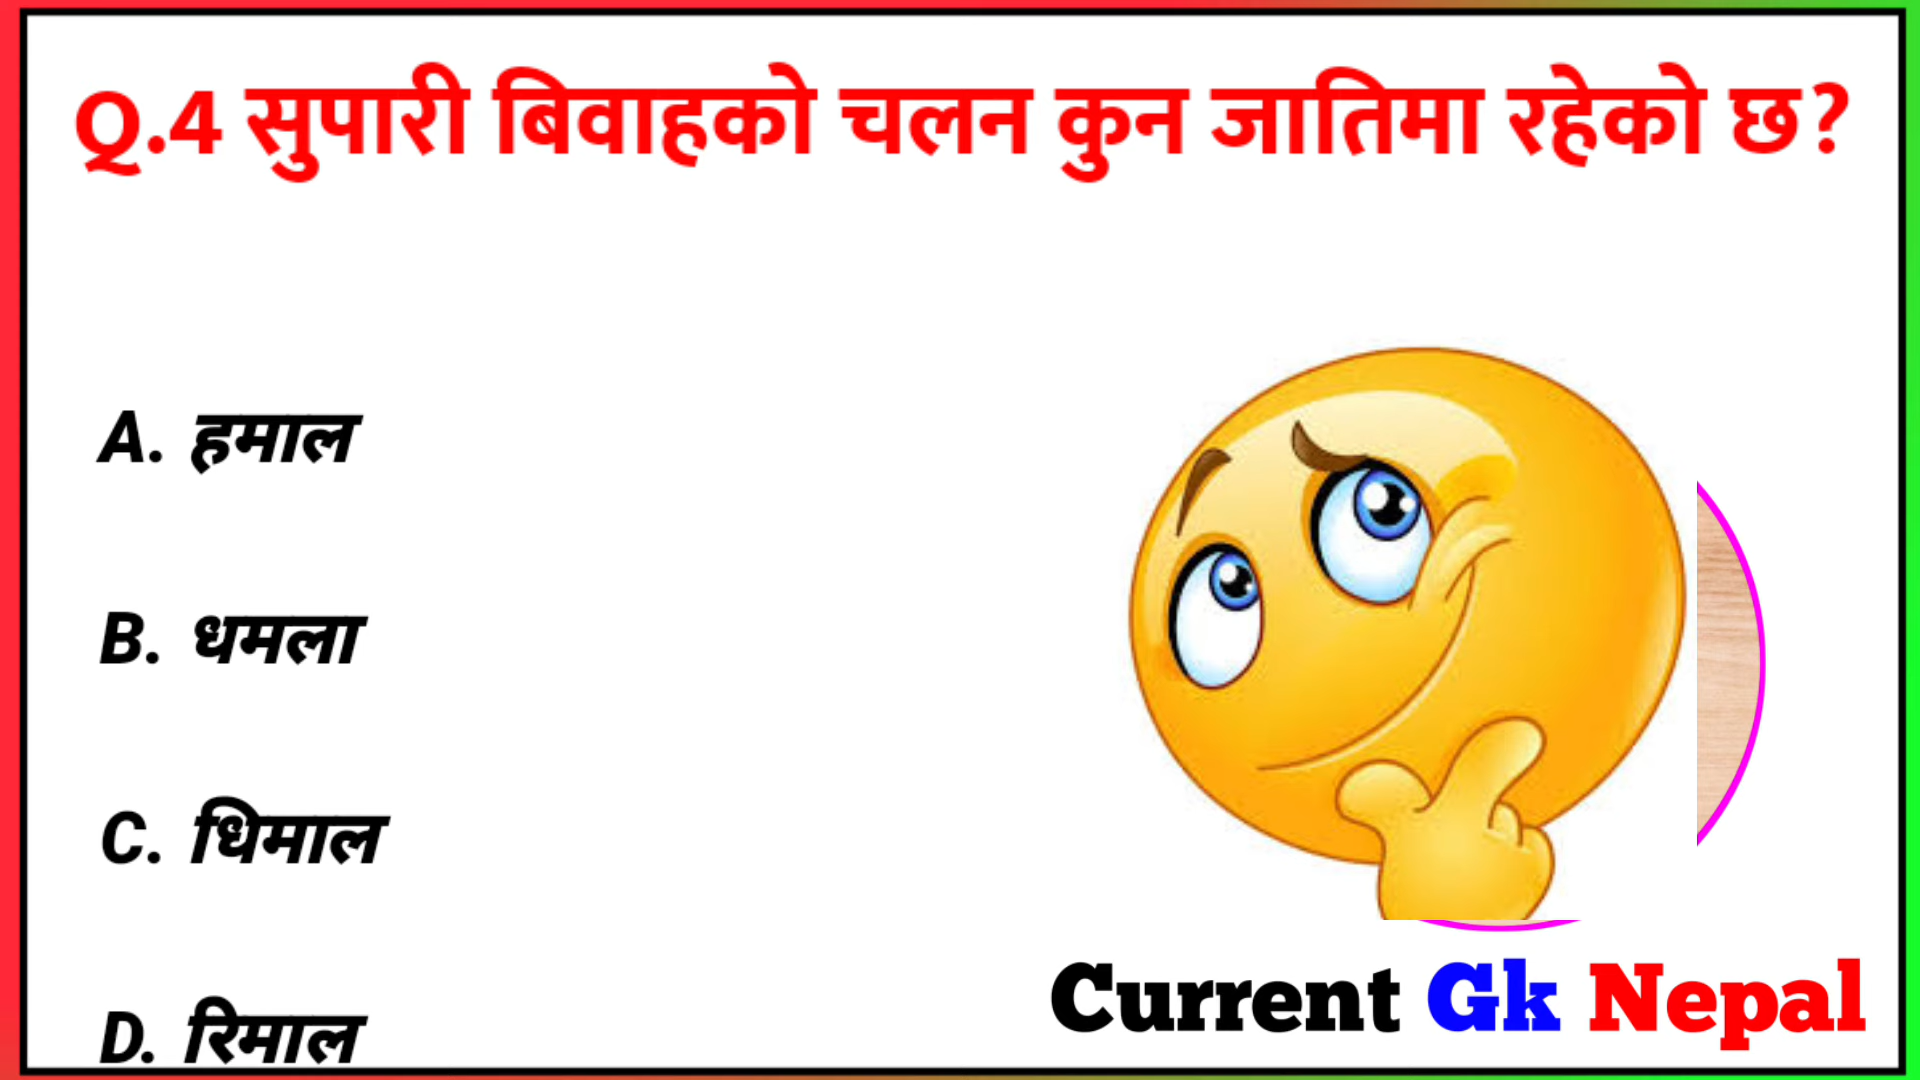 Q.4 सुपारी बिवाहको चलन कुन जातिमा रहेको छ?
A. हमाल
B. धमला
C. धिमाल
D. रिमाल
Current Gk Nepal